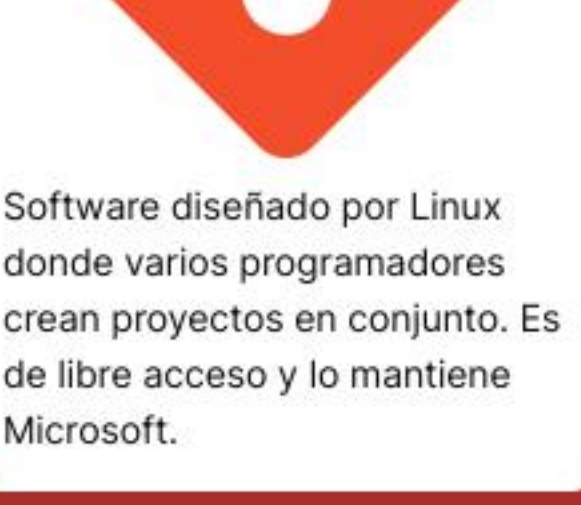 Software diseñado por Linux
donde varios programadores
crean proyectos en conjunto. Es
de libre acceso y lo mantiene
Microsoft.